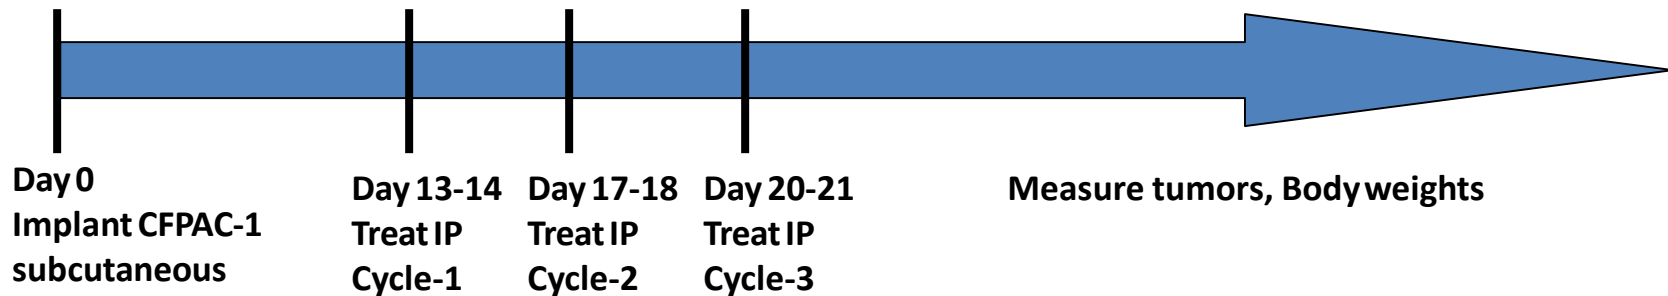 Day 0
Implant CFPAC-1
subcutaneous
Day 13-14
Treat IP
Cycle-1
Day 17-18
Treat IP
Cycle-2
Day 20-21
Treat IP
Cycle-3
Measure tumors, Body weights